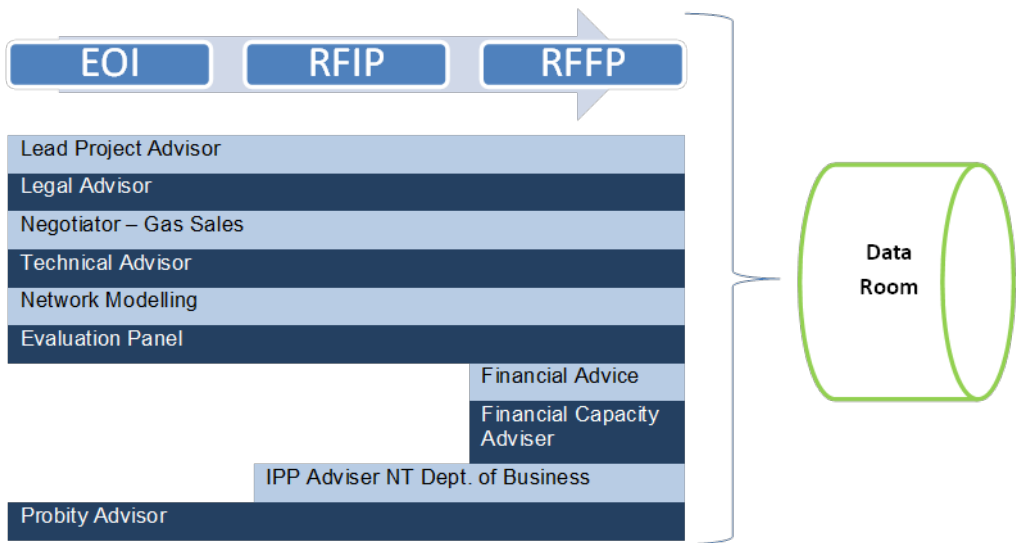 EOI
RFIP
RFFP
Lead Project Advisor
Legal Advisor
Negotiator – Gas Sales
Technical Advisor
Network Modelling
Evaluation Panel
Financial Advice
Financial Capacity
Adviser
IPP Adviser NT Dept. of Business
Probity Advisor
Data
Room